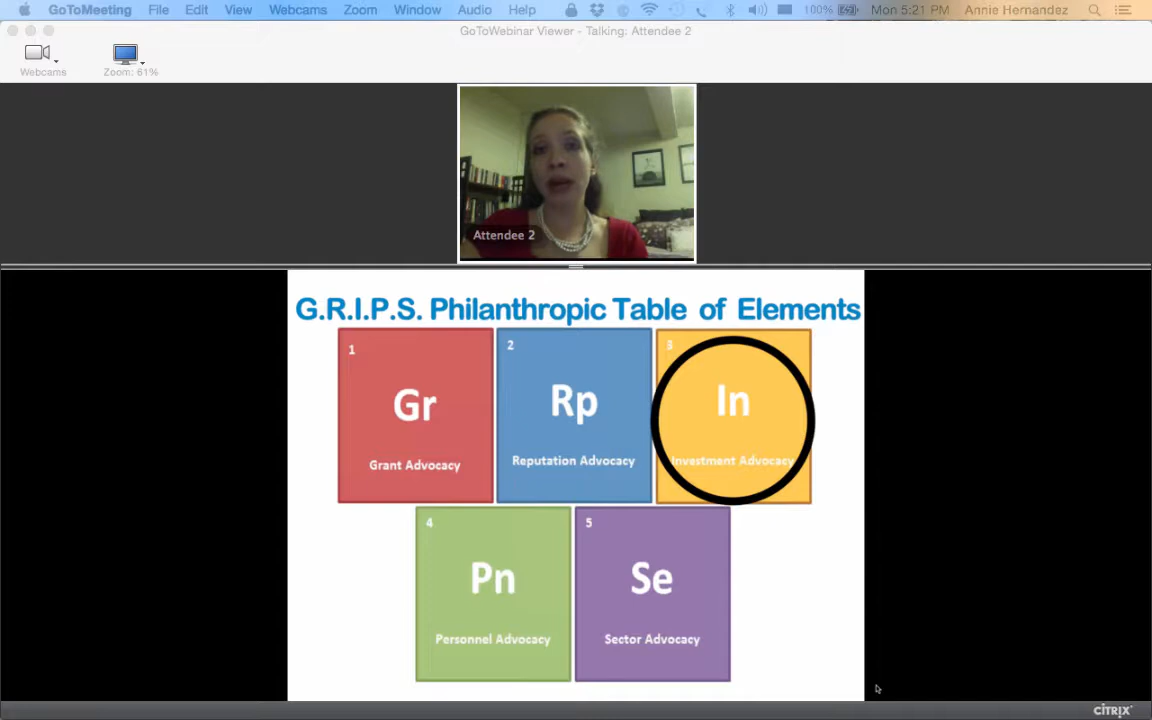 GoToMeeting File Edit View Webcams Zoom Window Audio Help 100% Mon 5:21 PM Annie Hernandez
GoToWebinar Viewer - Talking: Attendee 2
Webcams Zoom: 61%
Attendee 2
G.R.I.P.S. Philanthropic Table of Elements
1 2 3
Gr Rp In
Grant Advocacy Reputation Advocacy Investment Advocacy
4 5
Pn Se
Personnel Advocacy Sector Advocacy
CITRIX